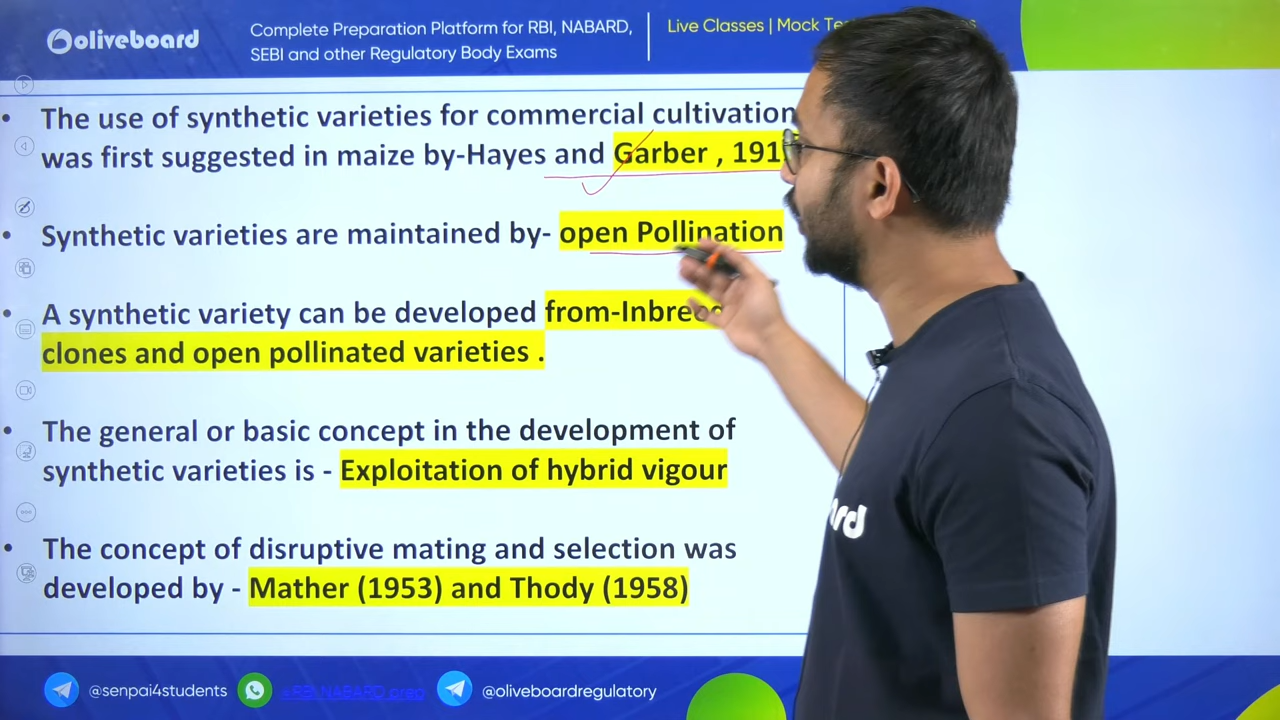 oliveboard
Complete Preparation Platform for RBI, NABARD,
SEBI and other Regulatory Body Exams
Live Classes | Mock
• The use of synthetic varieties for commercial cultivation
was first suggested in maize by-Hayes and Garber , 191
• Synthetic varieties are maintained by- open Pollination
• A synthetic variety can be developed from-Inbreed
clones and open pollinated varieties .
• The general or basic concept in the development of
synthetic varieties is - Exploitation of hybrid vigour
• The concept of disruptive mating and selection was
developed by - Mather (1953) and Thody (1958)
@senpai4students
RBI NABARD prep
@oliveboardregulatory